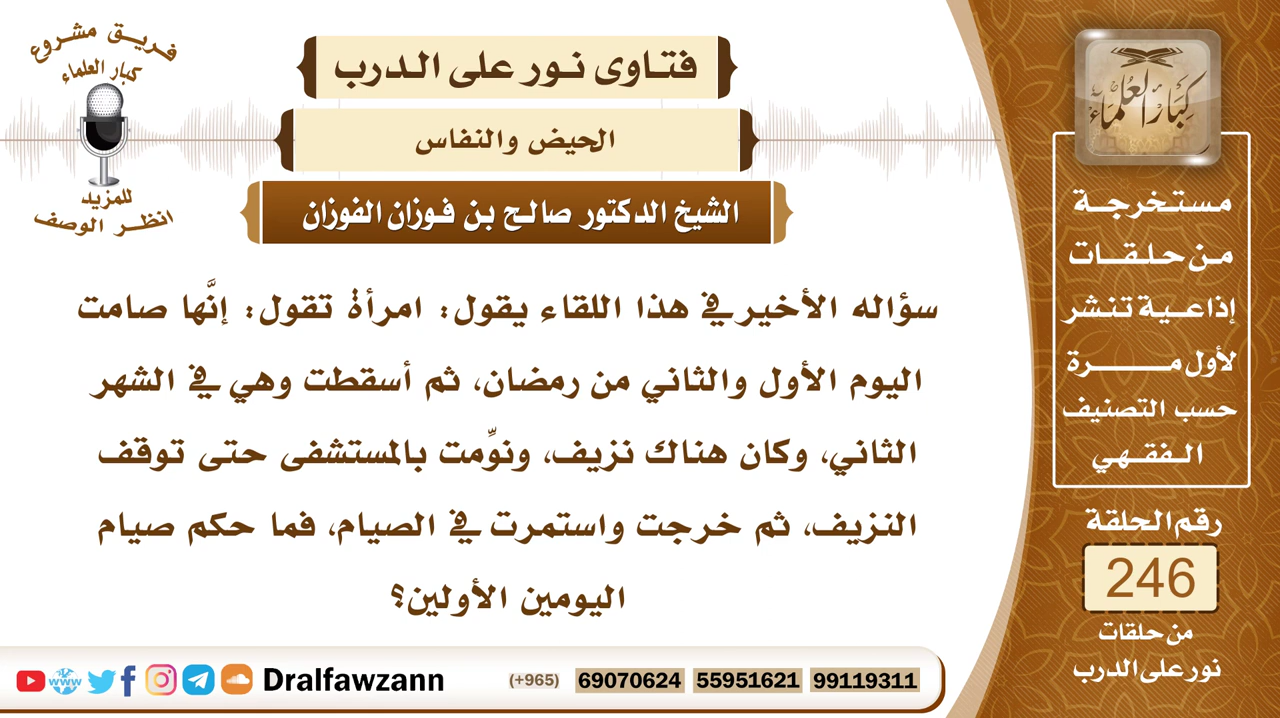 فريق مشروع
كبار العلماء
للمزيد
انظر الوصف
فتاوى نور على الدرب
الحيض والنفاس
الشيخ الدكتور صالح بن فوزان الفوزان
سؤاله الأخير في هذا اللقاء يقول: امرأةٌ تقول: إنَّها صامت
اليوم الأول والثاني من رمضان، ثم أسقطت وهي في الشهر
الثاني، وكان هناك نزيف، ونوِّمت بالمستشفى حتى توقف
النزيف، ثم خرجت واستمرت في الصيام، فما حكم صيام
اليومين الأولين؟
كبار العلماء
مستخرجة
من حلقات
إذاعية تنشر
لأول مرة
حسب التصنيف
الفقهي
رقم الحلقة
246
من حلقات
نور على الدرب
www Dralfawzann (+965) 69070624 55951621 99119311